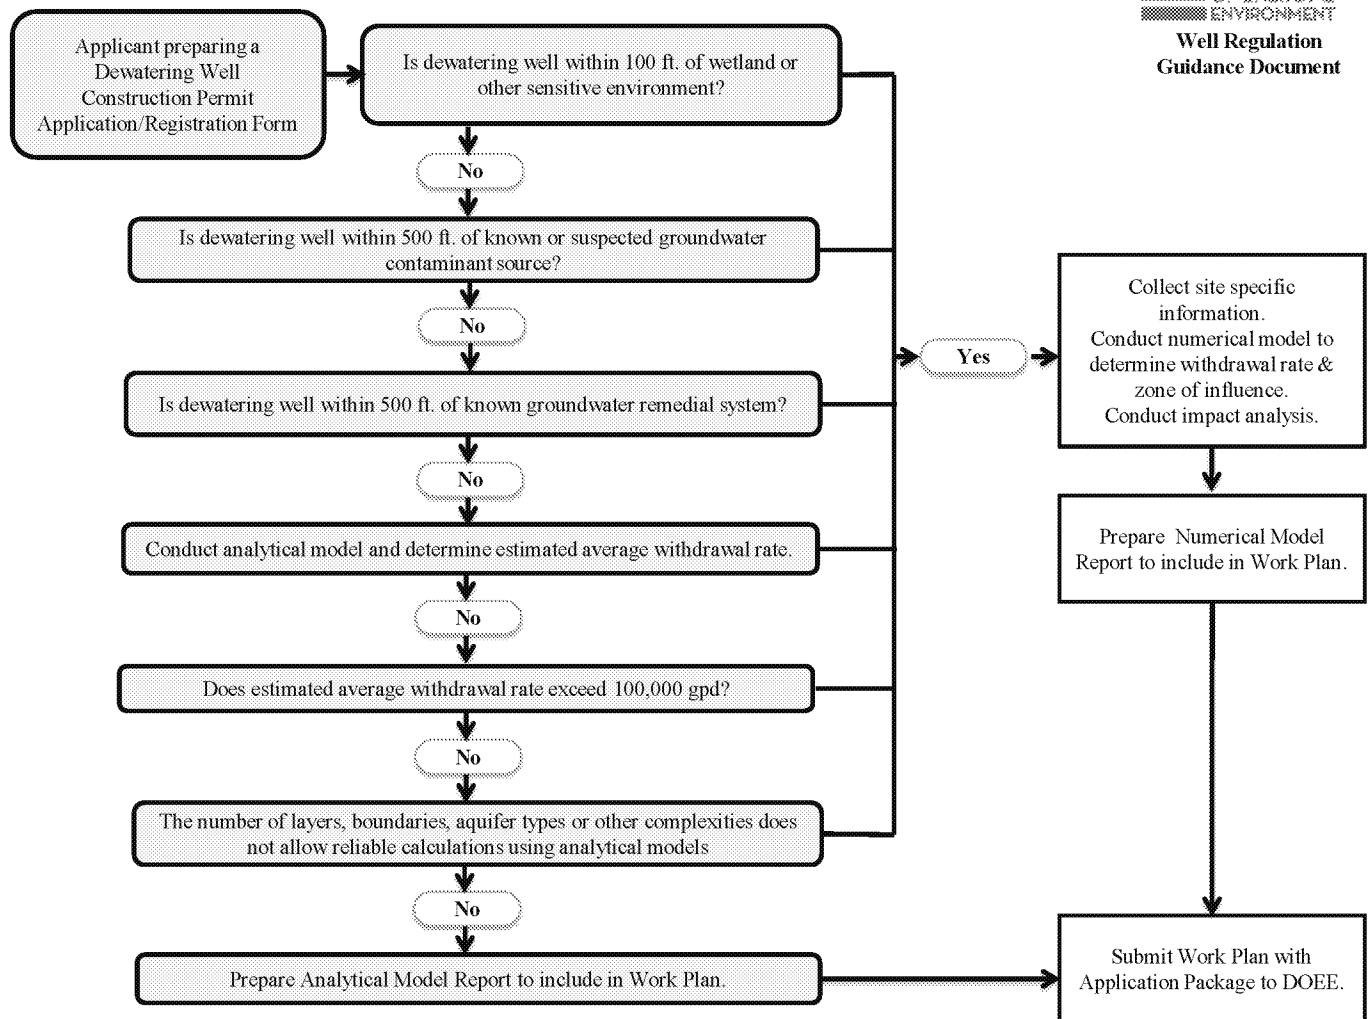 ENVIRONMENT
Well Regulation
Guidance Document
Applicant preparing a
Dewatering Well
Construction Permit
Application/Registration Form
Is dewatering well within 100 ft. of wetland or
other sensitive environment?
No
Is dewatering well within 500 ft. of known or suspected groundwater
contaminant source?
No
Is dewatering well within 500 ft. of known groundwater remedial system?
No
Conduct analytical model and determine estimated average withdrawal rate.
No
Does estimated average withdrawal rate exceed 100,000 gpd?
No
The number of layers, boundaries, aquifer types or other complexities does
not allow reliable calculations using analytical models
No
Prepare Analytical Model Report to include in Work Plan.
Yes
Collect site specific
information.
Conduct numerical model to
determine withdrawal rate &
zone of influence.
Conduct impact analysis.
Prepare Numerical Model
Report to include in Work Plan.
Submit Work Plan with
Application Package to DOEE.